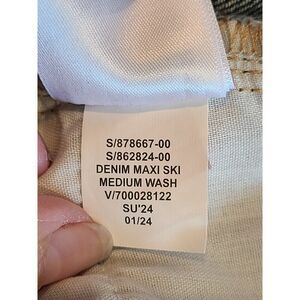 S/878667-00
S/862824-00
DENIM MAXI SKI
MEDIUM WASH
V/700028122
SU'24
01/24